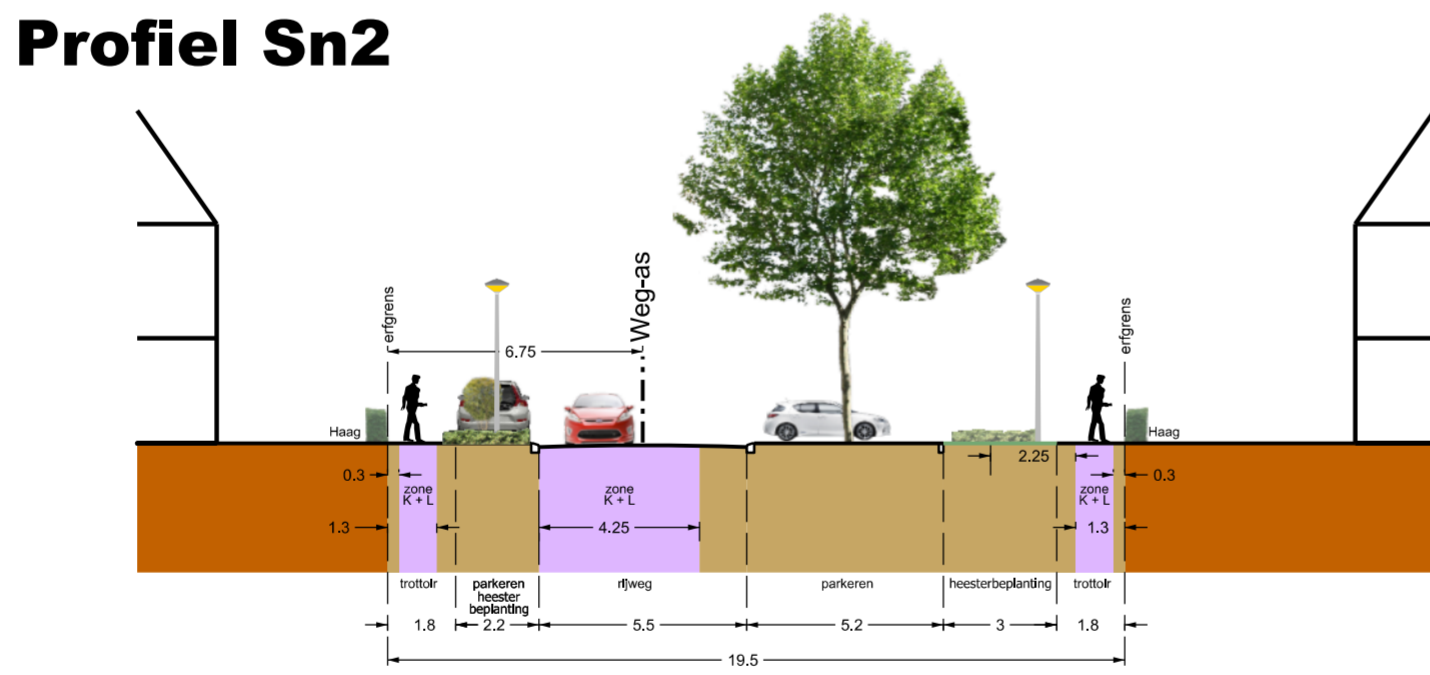 Profiel Sn2
Weg-as
erfgrens
erfgrens
6.75
Haag
Haag
2.25
0.3
0.3
zone
K + L
zone
K + L
zone
K + L
1.3
4.25
1.3
trottoir
parkeren
heester
beplanting
rijweg
parkeren
heesterbeplanting
trottoir
1.8
2.2
5.5
5.2
3
1.8
19.5